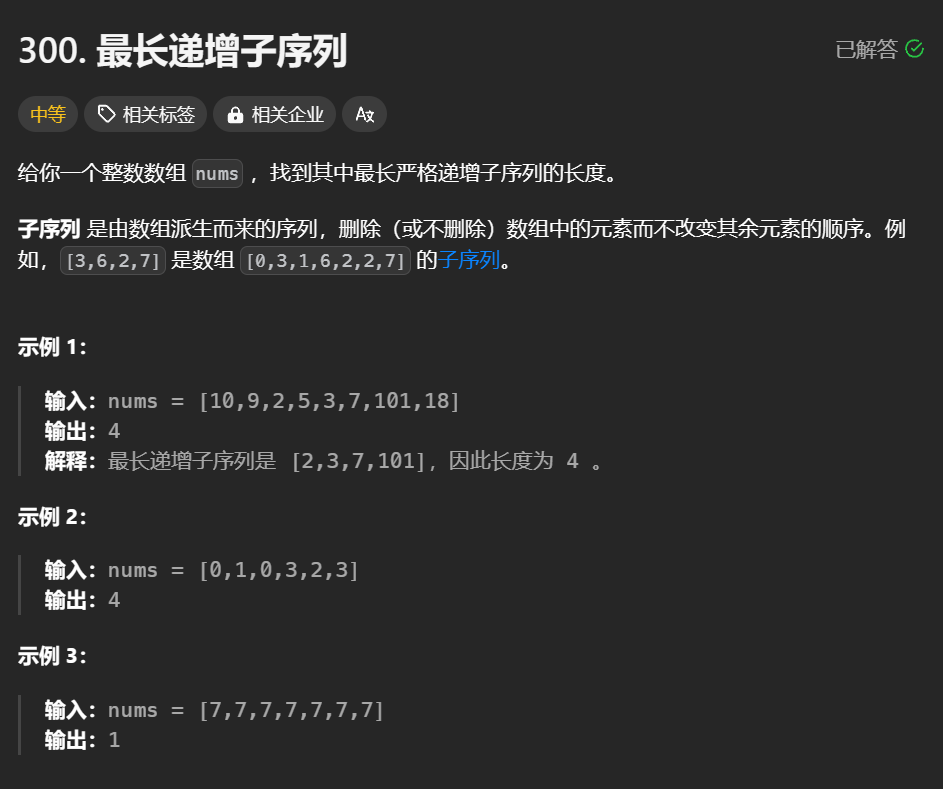 300. 最长递增子序列
已解答
中等 相关标签 相关企业 Aあ
给你一个整数数组 nums ，找到其中最长严格递增子序列的长度。
子序列 是由数组派生而来的序列，删除（或不删除）数组中的元素而不改变其余元素的顺序。例
如，[3,6,2,7] 是数组 [0,3,1,6,2,2,7] 的子序列。
示例 1：
输入：nums = [10,9,2,5,3,7,101,18]
输出：4
解释：最长递增子序列是 [2,3,7,101]，因此长度为 4 。
示例 2：
输入：nums = [0,1,0,3,2,3]
输出：4
示例 3：
输入：nums = [7,7,7,7,7,7,7]
输出：1